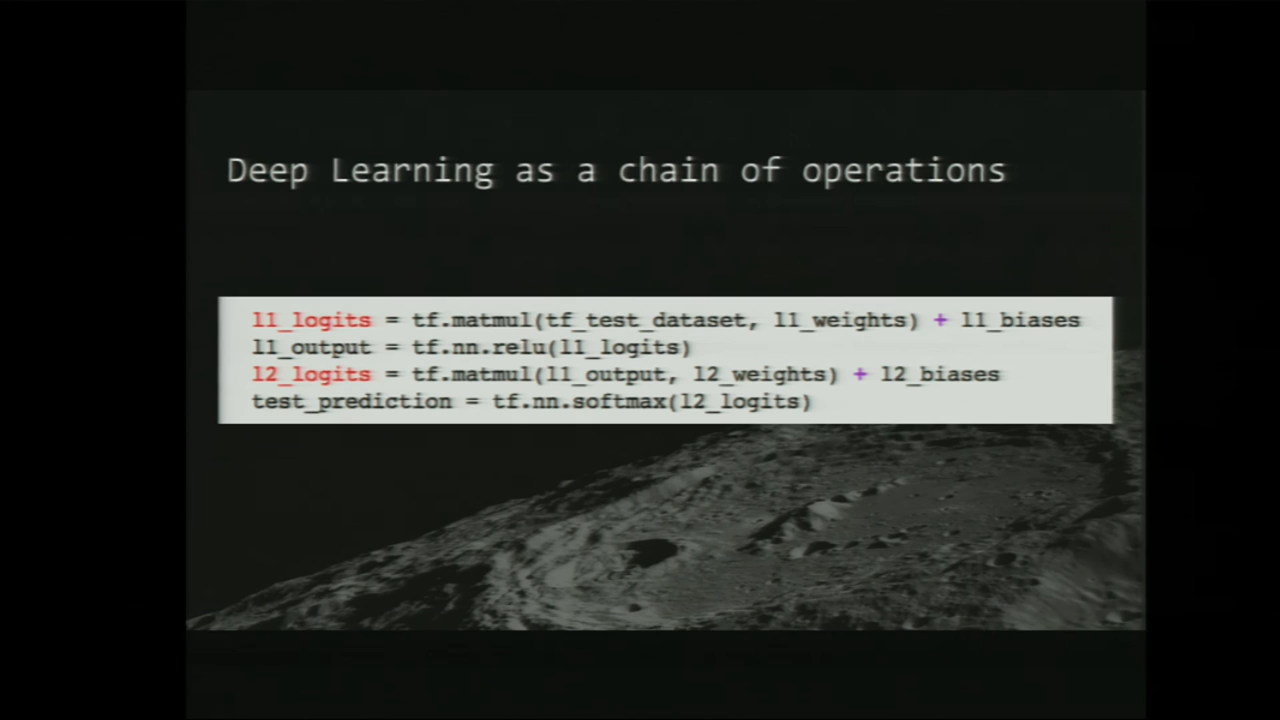 Deep Learning as a chain of operations
l1_logits = tf.matmul(tf_test_dataset, l1_weights) + l1_biases
l1_output = tf.nn.relu(l1_logits)
l2_logits = tf.matmul(l1_output, l2_weights) + l2_biases
test_prediction = tf.nn.softmax(l2_logits)